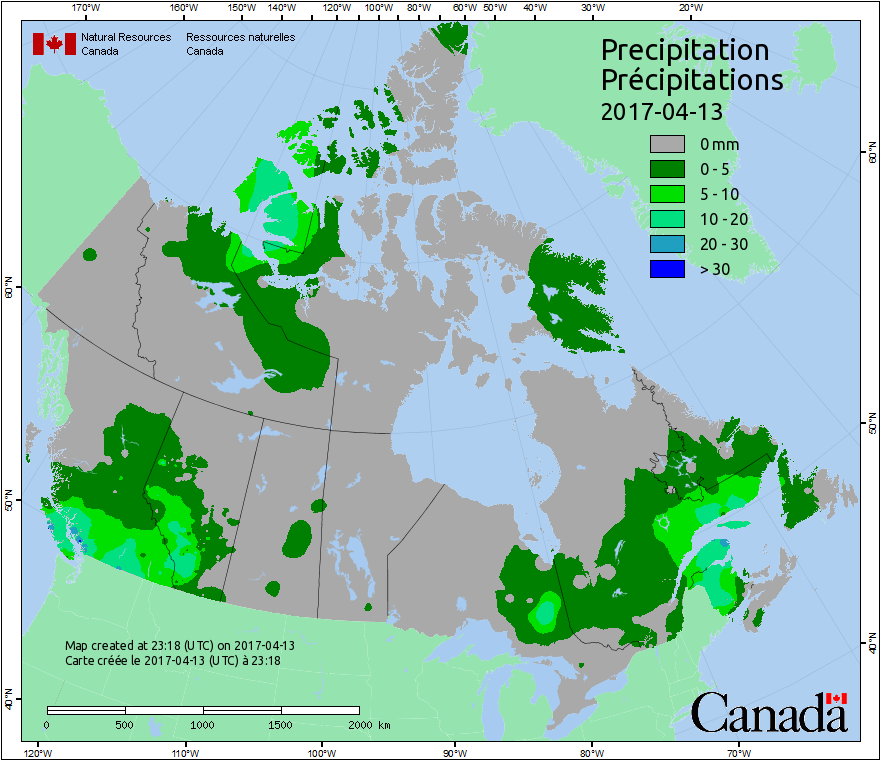 170°W 160°W 150°W 140°W 120°W 100°W 80°W 60°W 50°W 40°W 30°W 20°W
Natural Resources Ressources naturelles
Canada Canada
Precipitation
Précipitations
2017-04-13
0 mm
0 - 5
5 - 10
10 - 20
20 - 30
> 30
60°N
60°N
50°N
50°N
40°N
40°N
Map created at 23:18 (UTC) on 2017-04-13
Carte créée le 2017-04-13 (UTC) à 23:18
0 500 1000 1500 2000 km
Canada
120°W 110°W 100°W 90°W 80°W 70°W